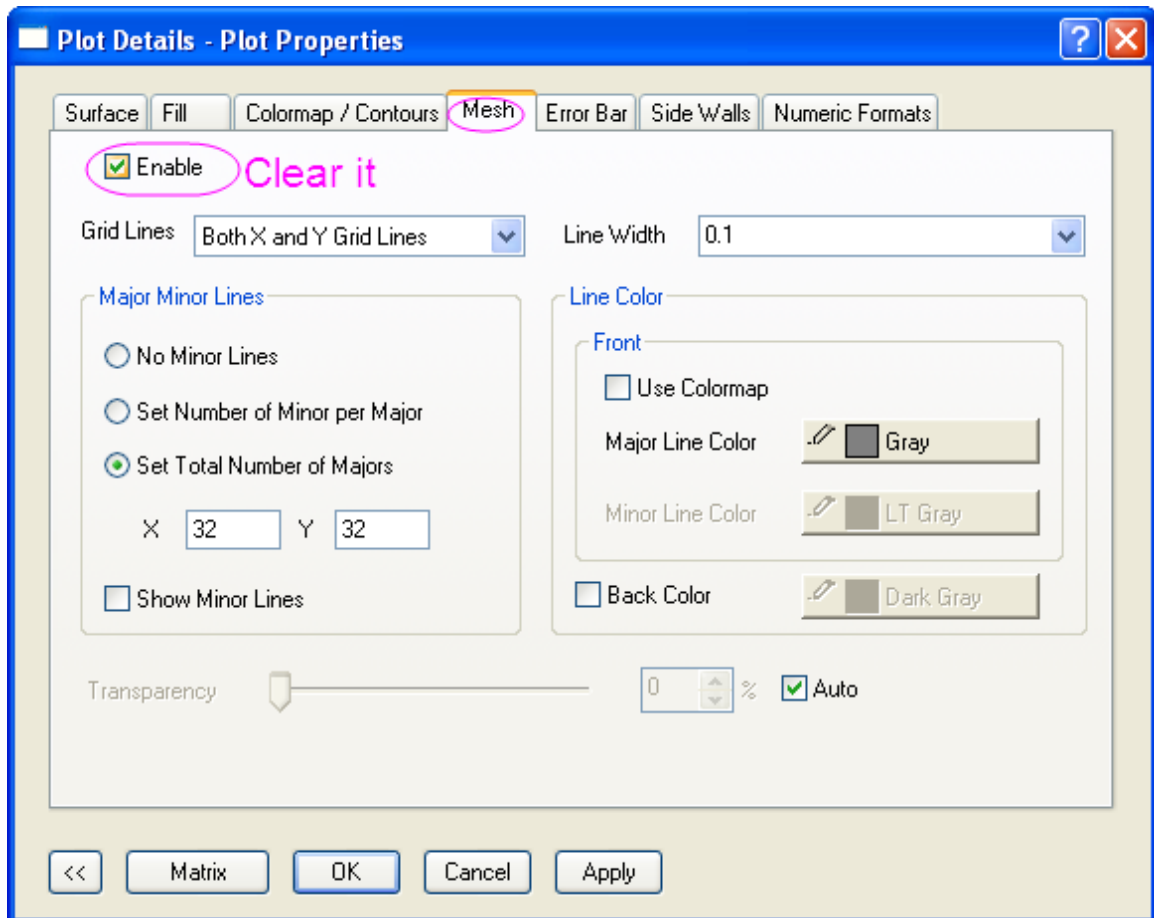 Plot Details - Plot Properties
Surface Fill Colormap / Contours Mesh Error Bar Side Walls Numeric Formats
Enable Clear it
Grid Lines Both X and Y Grid Lines Line Width 0.1
Major Minor Lines
No Minor Lines
Set Number of Minor per Major
Set Total Number of Majors
X 32 Y 32
Show Minor Lines
Line Color
Front
Use Colormap
Major Line Color Gray
Minor Line Color LT Gray
Back Color Dark Gray
Transparency 0 % Auto
<< Matrix OK Cancel Apply